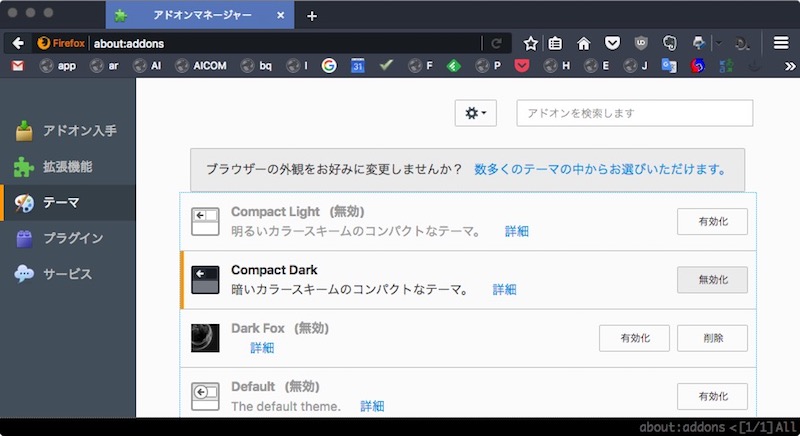 アドオンマネージャー
Firefox about:addons
app ar AI AICOM bq I 31 F P H E J
アドオン入手
拡張機能
テーマ
プラグイン
サービス
アドオンを検索します
ブラウザーの外観をお好みに変更しませんか？ 数多くのテーマの中からお選びいただけます。
Compact Light (無効)
明るいカラースキームのコンパクトなテーマ。 詳細
有効化
Compact Dark
暗いカラースキームのコンパクトなテーマ。 詳細
無効化
Dark Fox (無効)
詳細
有効化 削除
Default (無効)
The default theme. 詳細
有効化
about:addons <[1/1]All